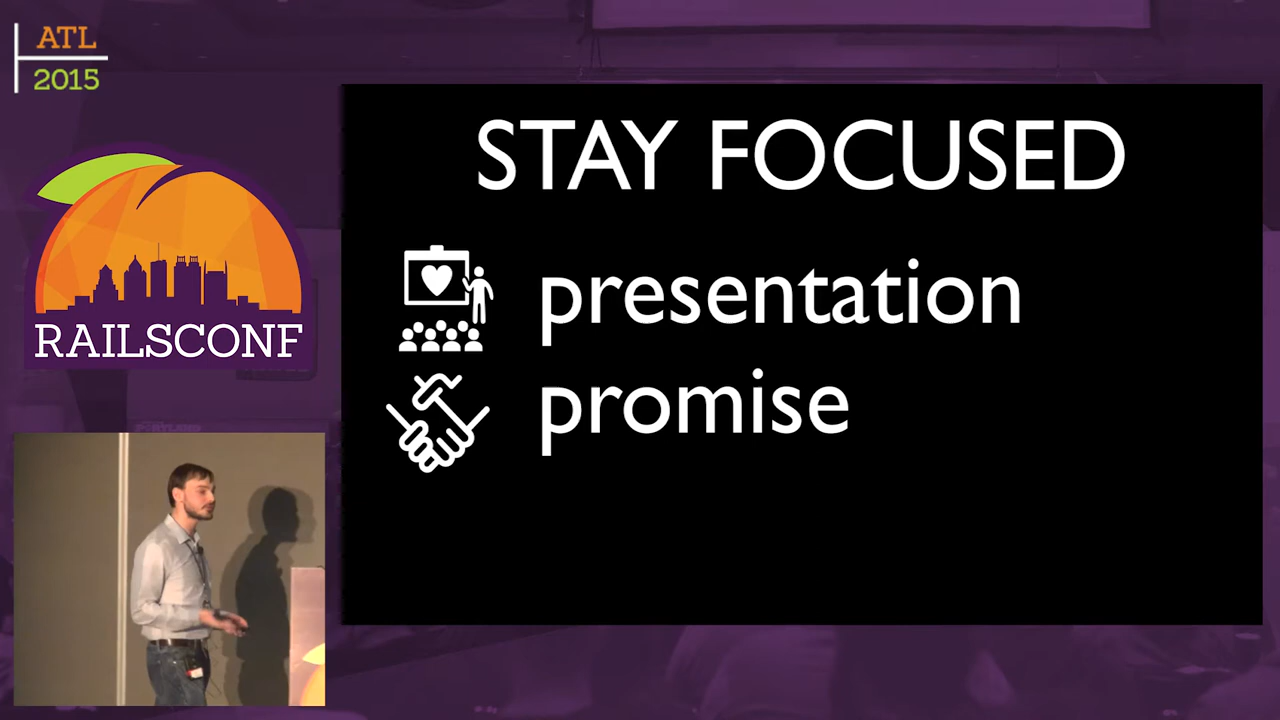 ATL
2015
RAILSCONF
STAY FOCUSED
presentation
promise